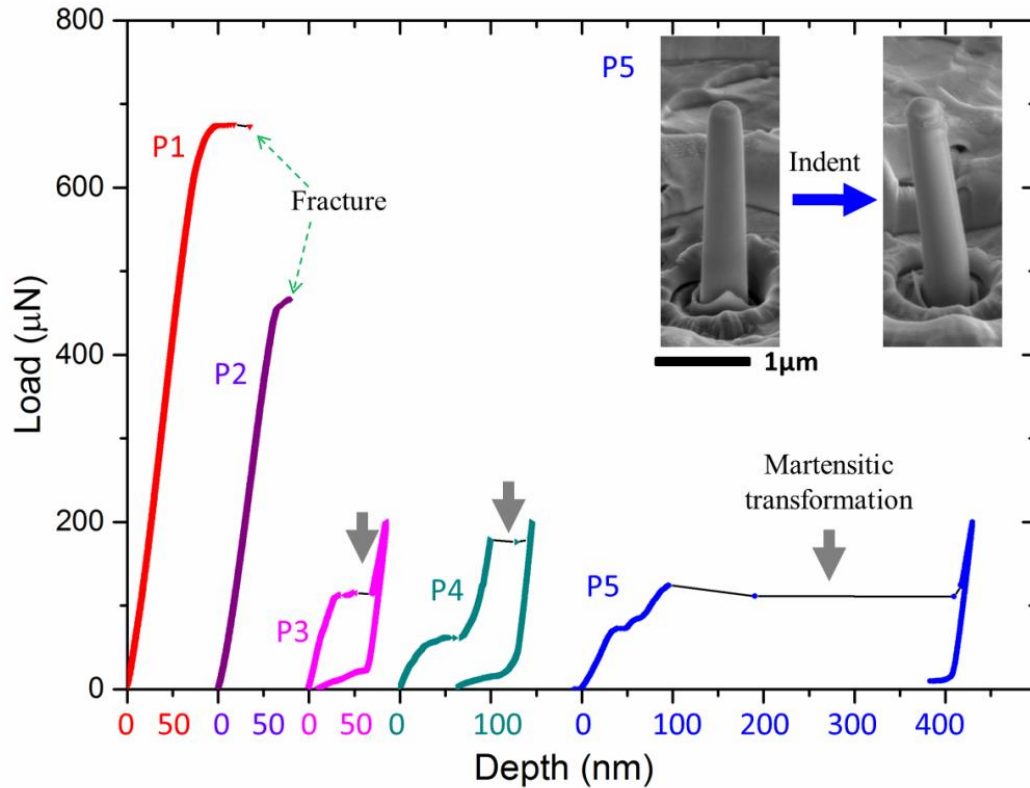 800
600
400
200
0
Load (μN)
P1
Fracture
P2
P3
P4
P5
P5
Indent
1μm
Martensitic
transformation
0 50 0 50 0 50 0 100 0 100 200 300 400
Depth (nm)